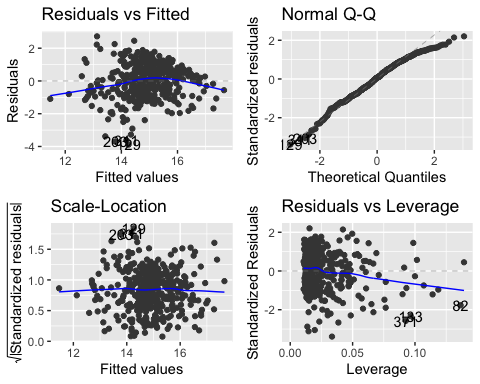 Residuals vs Fitted
Normal Q-Q
Residuals
2
0
-2
-4
12
14
16
Fitted values
129
Standardized residuals
2
0
-2
129
-2
0
2
Theoretical Quantiles
Scale-Location
Residuals vs Leverage
√|Standardized residuals|
1.5
1.0
0.5
0.0
129
12
14
16
Fitted values
Standardized Residuals
2
0
-2
82
371
0.00
0.05
0.10
Leverage